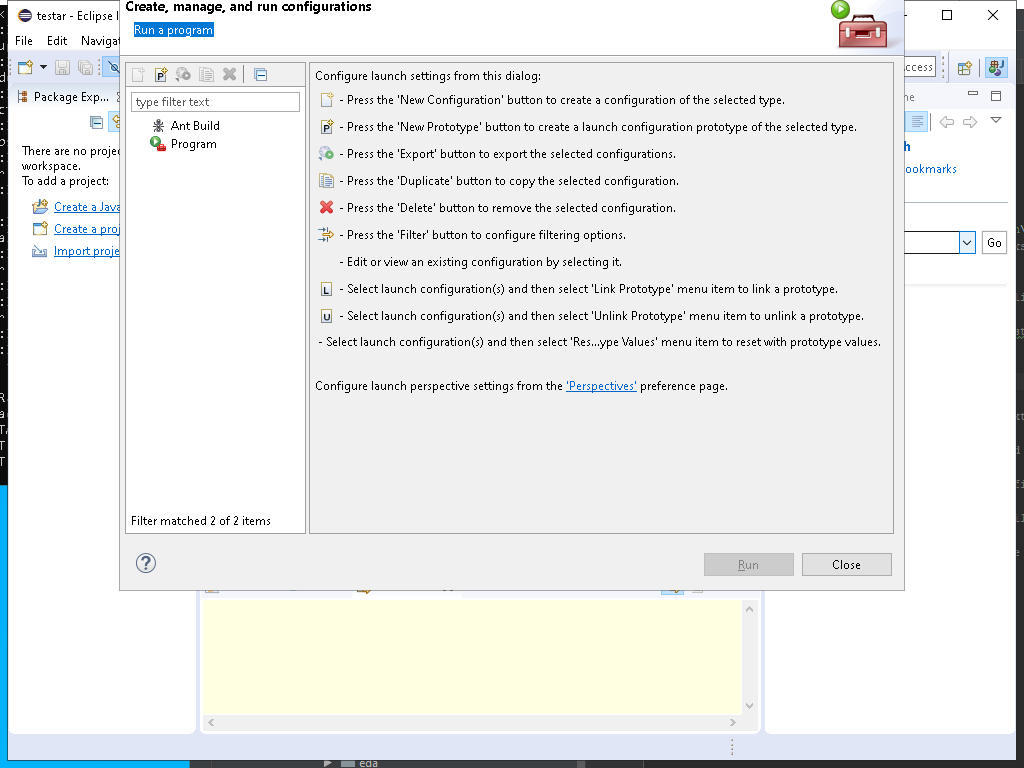 Create, manage, and run configurations
testar - Eclipse I
Run a program
File Edit Navigat
ccess
Package Exp...
type filter text
Configure launch settings from this dialog:
- Press the 'New Configuration' button to create a configuration of the selected type.
Ant Build
- Press the 'New Prototype' button to create a launch configuration prototype of the selected type.
Program
There are no projec
workspace.
To add a project:
- Press the 'Export' button to export the selected configurations.
ookmarks
- Press the 'Duplicate' button to copy the selected configuration.
Create a Java
- Press the 'Delete' button to remove the selected configuration.
Create a proj
- Press the 'Filter' button to configure filtering options.
Go
Import proje
- Edit or view an existing configuration by selecting it.
L - Select launch configuration(s) and then select 'Link Prototype' menu item to link a prototype.
U - Select launch configuration(s) and then select 'Unlink Prototype' menu item to unlink a prototype.
- Select launch configuration(s) and then select 'Res...ype Values' menu item to reset with prototype values.
Configure launch perspective settings from the 'Perspectives' preference page.
Filter matched 2 of 2 items
?
Run
Close
eda